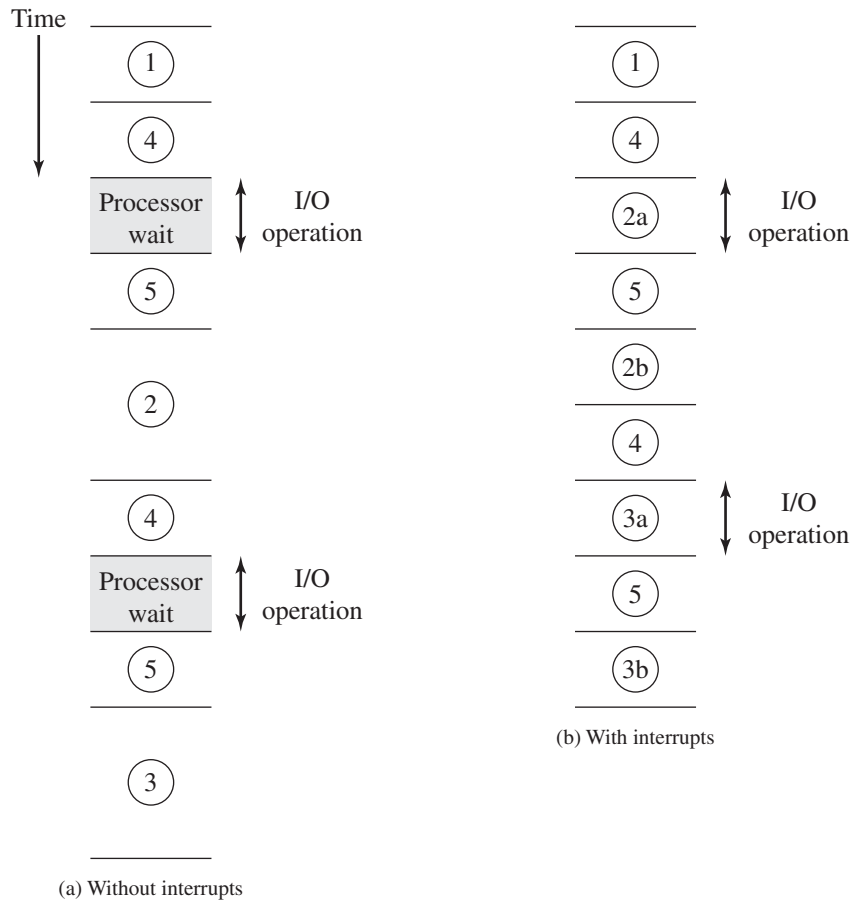 Time
1
4
Processor
wait
I/O
operation
5
2
4
Processor
wait
I/O
operation
5
3
(a) Without interrupts
1
4
2a
I/O
operation
5
2b
4
3a
I/O
operation
5
3b
(b) With interrupts